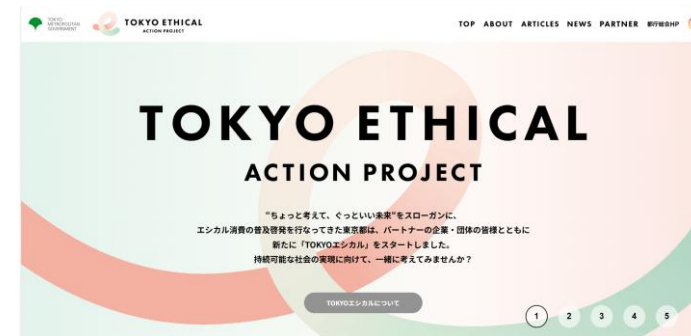 TOKYO
METROPOLITAN
GOVERNMENT
TOKYO ETHICAL
ACTION PROJECT
TOP ABOUT ARTICLES NEWS PARTNER 都庁総合HP
TOKYO ETHICAL
ACTION PROJECT
"ちょっと考えて、ぐっといい未来"をスローガンに、
エシカル消費の普及啓発を行なってきた東京都は、パートナーの企業・団体の皆様とともに
新たに「TOKYOエシカル」をスタートしました。
持続可能な社会の実現に向けて、一緒に考えてみませんか？
TOKYOエシカルについて
1 2 3 4 5